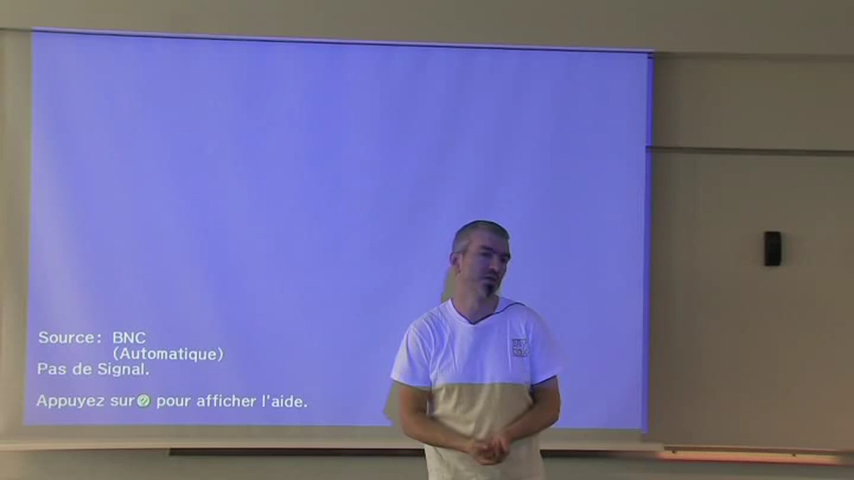 Source: BNC
(Automatique)
Pas de Signal.
Appuyez sur pour afficher l'aide.